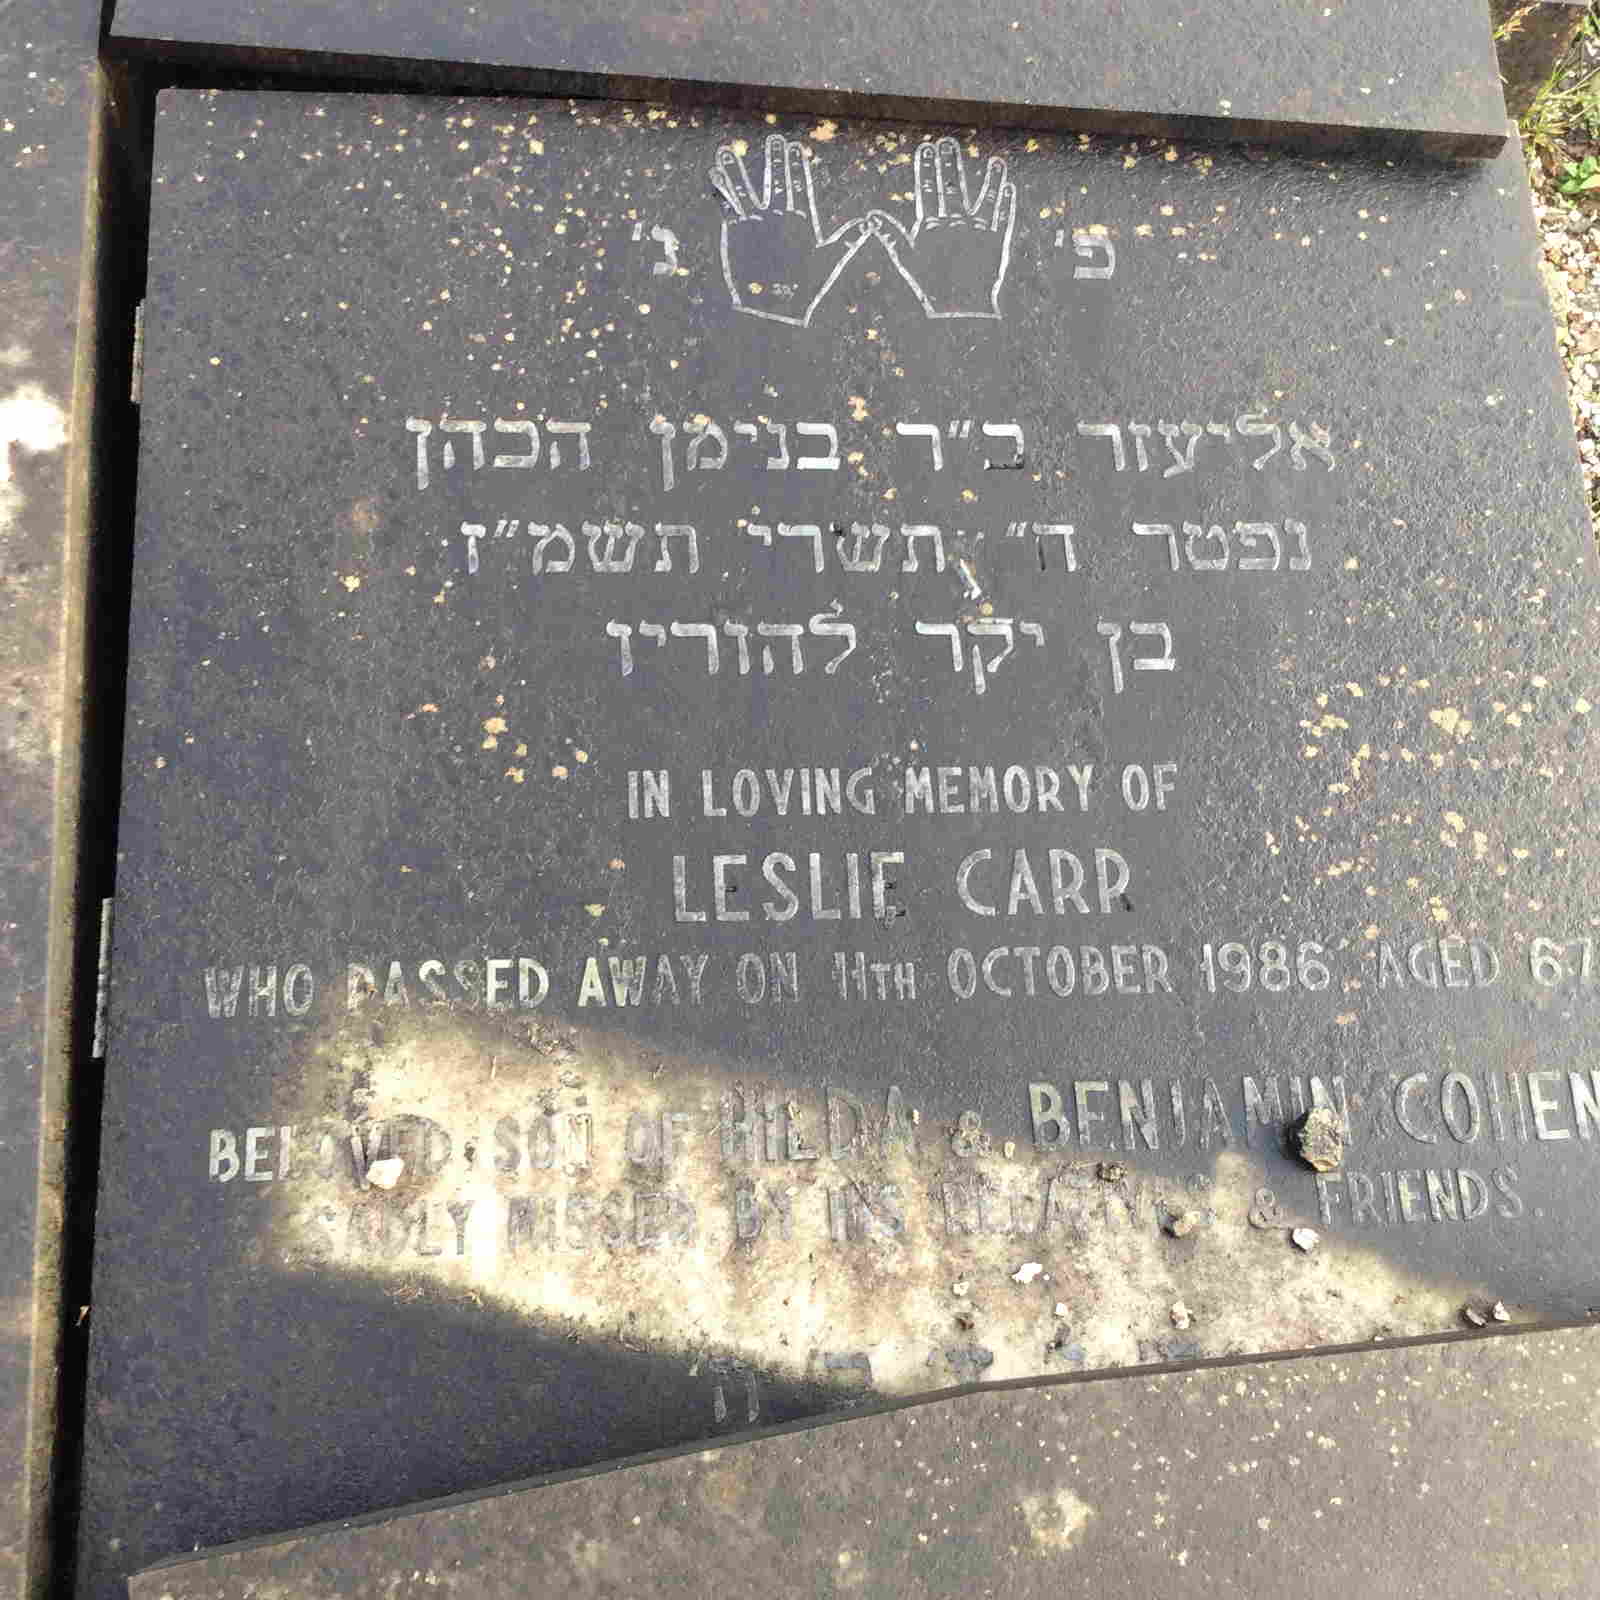 פ' נ'
אליעזר ב״ר בנימן הכהן
נפטר ה״ תשרי תשמ״ז
בן יקר להוריו
IN LOVING MEMORY OF
LESLIE CARR
WHO PASSED AWAY ON 11TH OCTOBER 1986. AGED 67
BELOVED SON OF HILDA & BENJAMIN COHEN
SADLY MISSED BY HIS RELATIVES & FRIENDS.